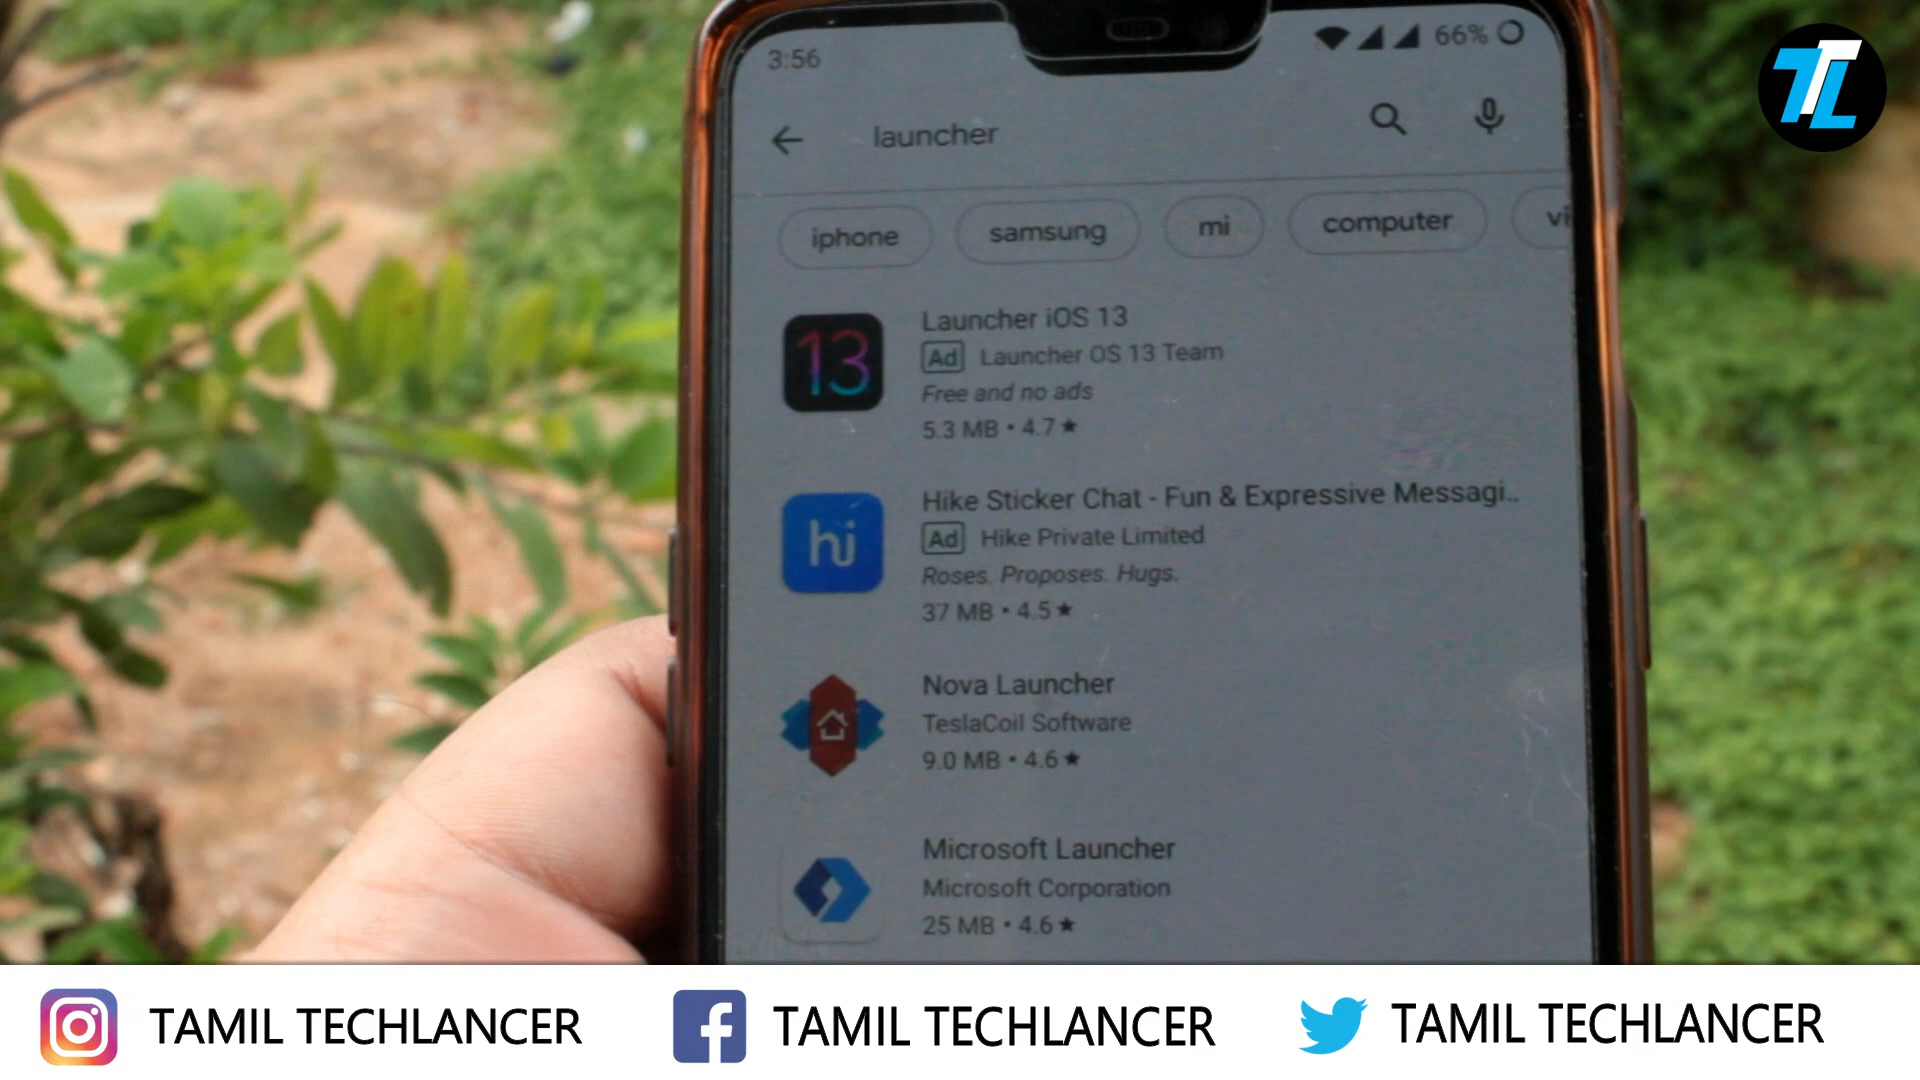 3:56
66%
TL
launcher
iphone samsung mi computer
Launcher iOS 13
Ad Launcher OS 13 Team
Free and no ads
5.3 MB • 4.7 ★
13
Hike Sticker Chat - Fun & Expressive Messagi..
Ad Hike Private Limited
Roses. Proposes. Hugs.
37 MB • 4.5 ★
hi
Nova Launcher
TeslaCoil Software
9.0 MB • 4.6 ★
Microsoft Launcher
Microsoft Corporation
25 MB • 4.6 ★
TAMIL TECHLANCER
TAMIL TECHLANCER
TAMIL TECHLANCER